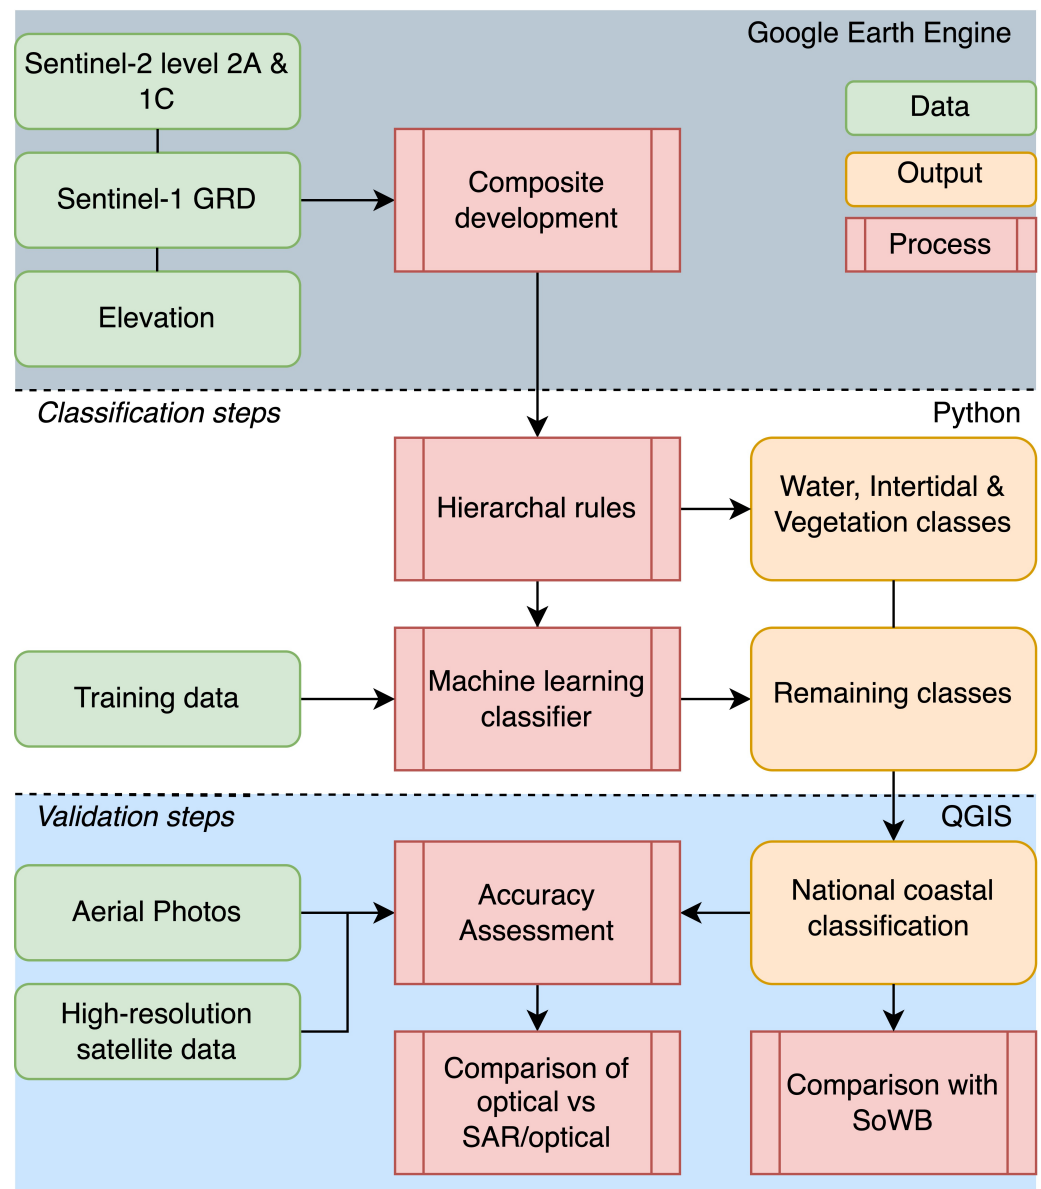 Google Earth Engine
Sentinel-2 level 2A &
1C
Data
Sentinel-1 GRD
Composite
development
Output
Process
Elevation
Classification steps
Python
Hierarchal rules
Water, Intertidal &
Vegetation classes
Training data
Machine learning
classifier
Remaining classes
Validation steps
QGIS
Aerial Photos
Accuracy
Assessment
National coastal
classification
High-resolution
satellite data
Comparison of
optical vs
SAR/optical
Comparison with
SoWB